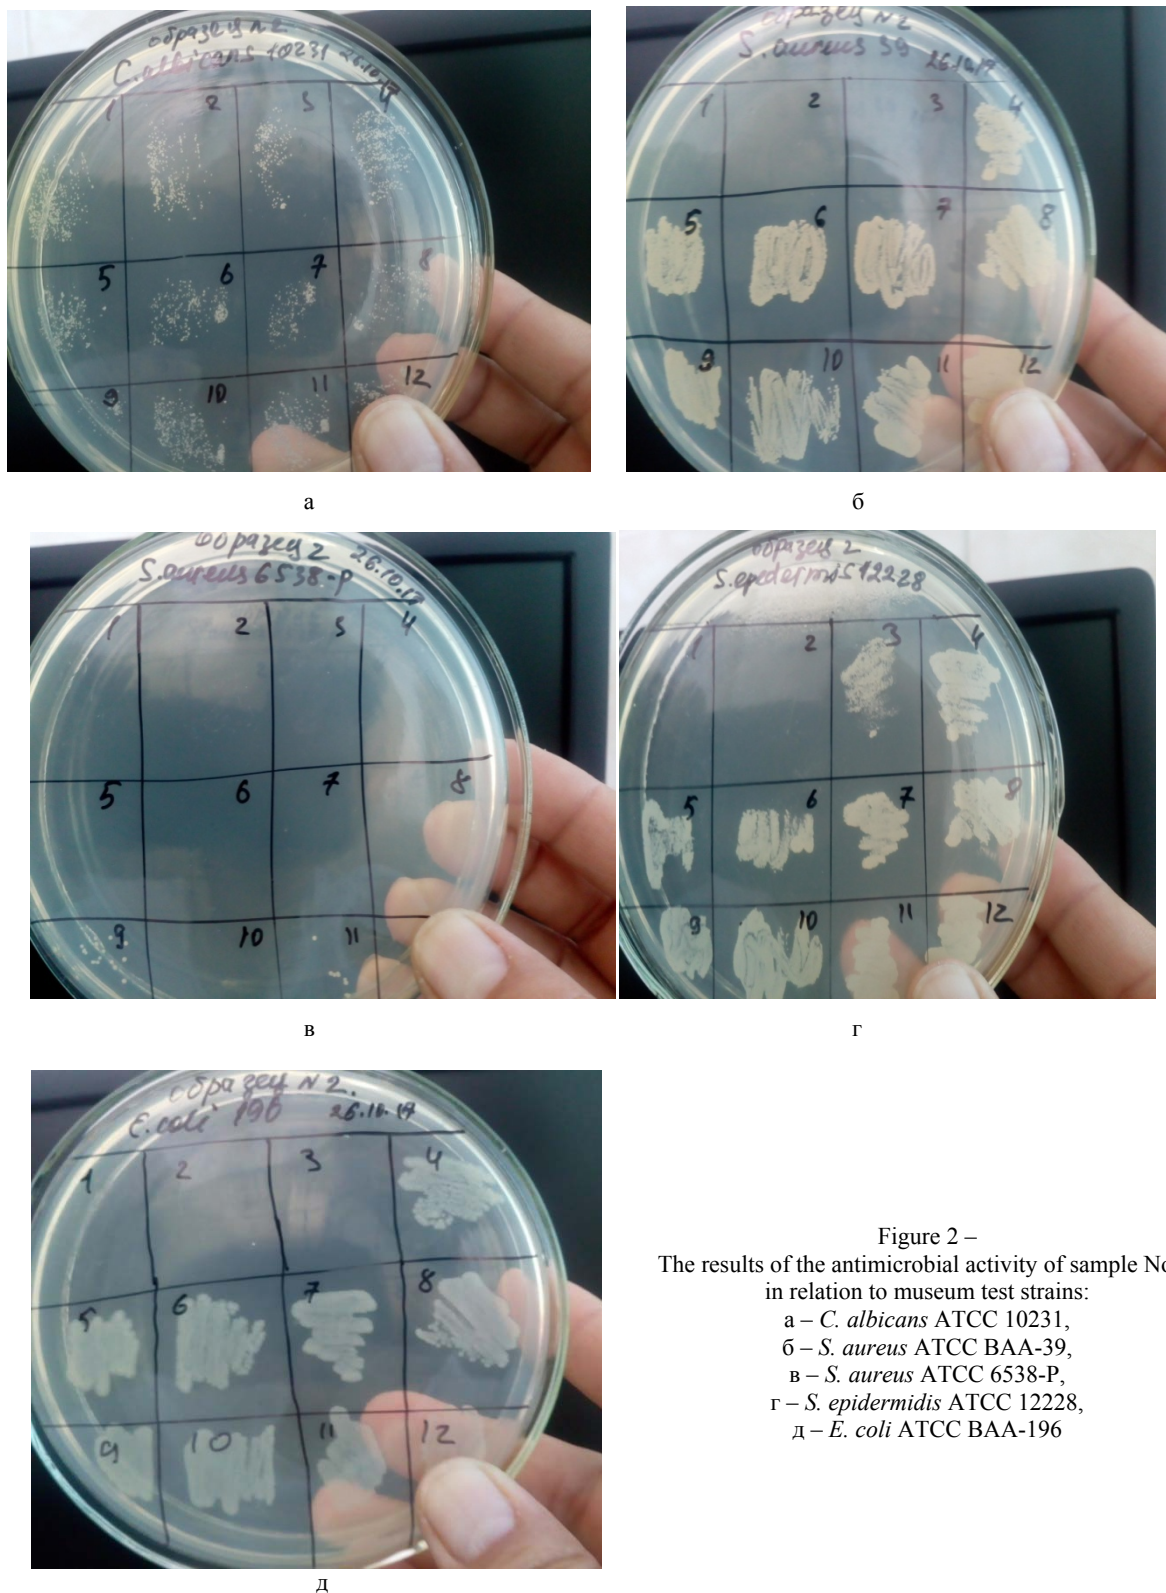 образец №2
C. albicans 10231 26.10.17
1 2 3 4
5 6 7 8
9 10 11 12
а
образец №2
S. aureus 39 26.10.17
1 2 3 4
5 6 7 8
9 10 11 12
б
образец 2 26.10.17
S. aureus 6538-P
1 2 3 4
5 6 7 8
9 10 11
в
образец 2
S. epedermis 12228
1 2 3 4
5 6 7 8
9 10 11 12
г
образец N 2.
E. coli 196 26.10.17
1 2 3 4
5 6 7 8
9 10 11 12
д
Figure 2 –
The results of the antimicrobial activity of sample No
in relation to museum test strains:
а – C. albicans ATCC 10231,
б – S. aureus ATCC BAA-39,
в – S. aureus ATCC 6538-P,
г – S. epidermidis ATCC 12228,
д – E. coli ATCC BAA-196